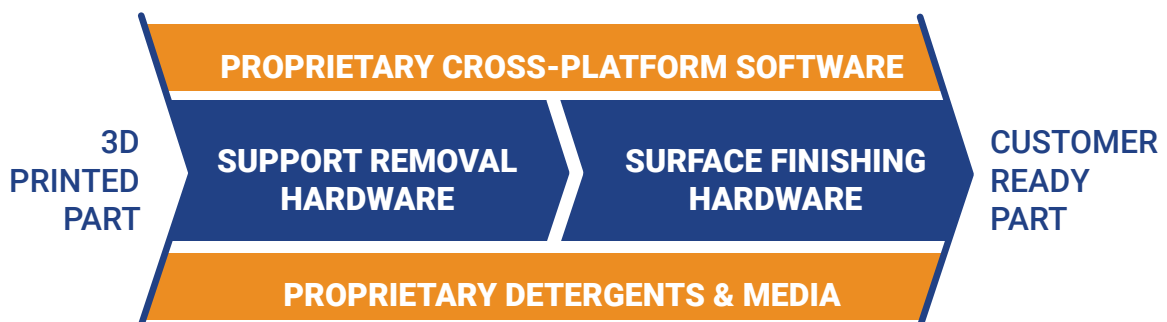 PROPRIETARY CROSS-PLATFORM SOFTWARE
3D
PRINTED
PART
SUPPORT REMOVAL
HARDWARE
SURFACE FINISHING
HARDWARE
CUSTOMER
READY
PART
PROPRIETARY DETERGENTS & MEDIA